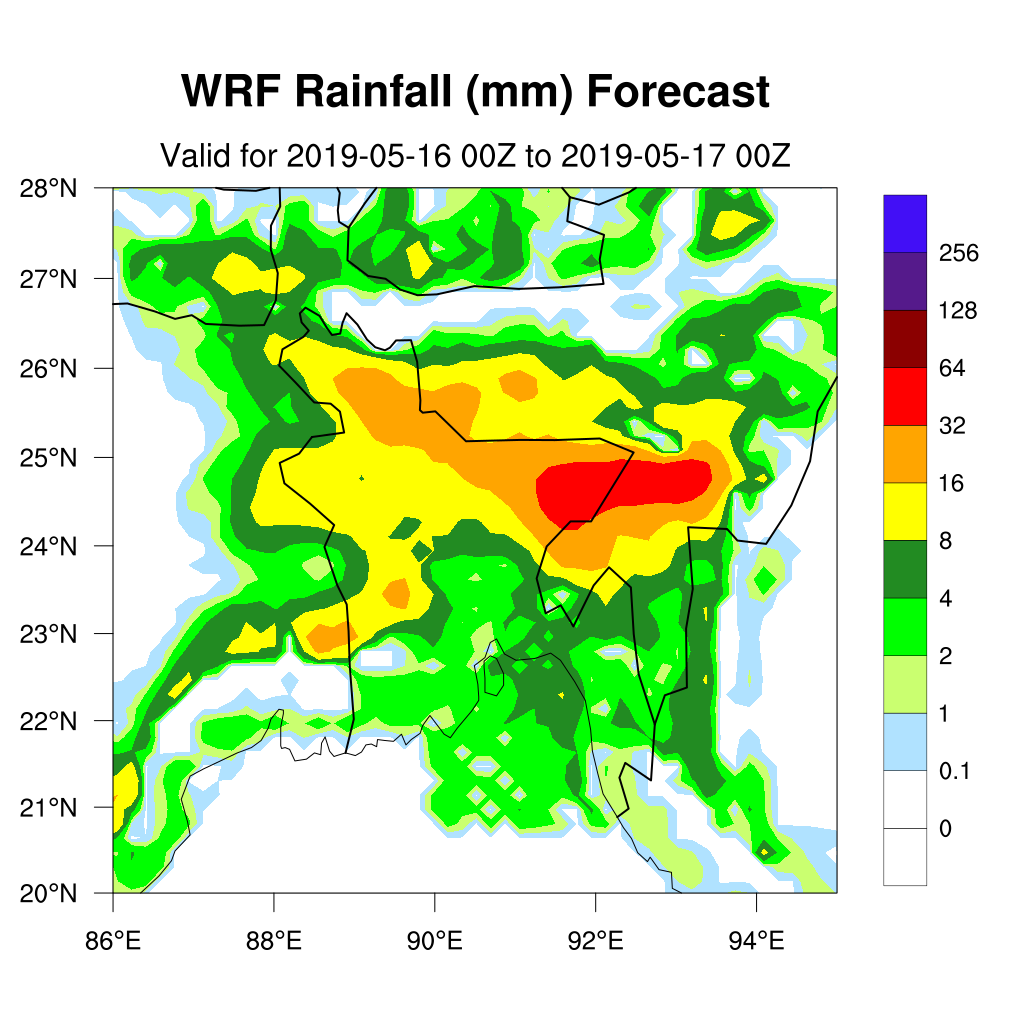 WRF Rainfall (mm) Forecast
Valid for 2019-05-16 00Z to 2019-05-17 00Z
28°N
27°N
26°N
25°N
24°N
23°N
22°N
21°N
20°N
86°E 88°E 90°E 92°E 94°E
256
128
64
32
16
8
4
2
1
0.1
0